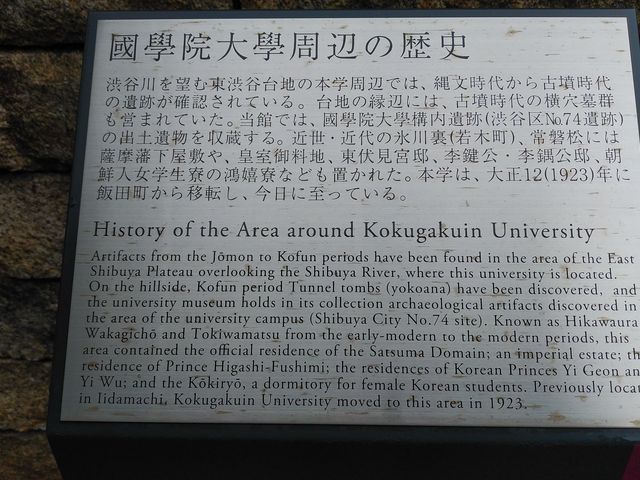 國學院大學周辺の歴史
渋谷川を望む東渋谷台地の本学周辺では、縄文時代から古墳時代
の遺跡が確認されている。台地の縁辺には、古墳時代の横穴墓群
も営まれていた。当館では、國學院大學構内遺跡(渋谷区№74遺跡)
の出土遺物を収蔵する。近世・近代の氷川裏(若木町)、常磐松には
薩摩藩下屋敷や、皇室御料地、東伏見宮邸、李鍵公・李鍝公邸、朝
鮮人女学生寮の鴻嬉寮なども置かれた。本学は、大正12(1923)年に
飯田町から移転し、今日に至っている。
History of the Area around Kokugakuin University
Artifacts from the Jōmon to Kofun periods have been found in the area of the East
Shibuya Plateau overlooking the Shibuya River, where this university is located.
On the hillside, Kofun period Tunnel tombs (yokoana) have been discovered, and
the university museum holds in its collection archaeological artifacts discovered in
the area of the university campus (Shibuya City No.74 site). Known as Hikawaura
Wakagichō and Tokiwamatsu from the early-modern to the modern periods, this
area contained the official residence of the Satsuma Domain; an imperial estate; th
residence of Prince Higashi-Fushimi; the residences of Korean Princes Yi Geon an
Yi Wu; and the Kōkiryō, a dormitory for female Korean students. Previously locat
in Iidamachi, Kokugakuin University moved to this area in 1923.